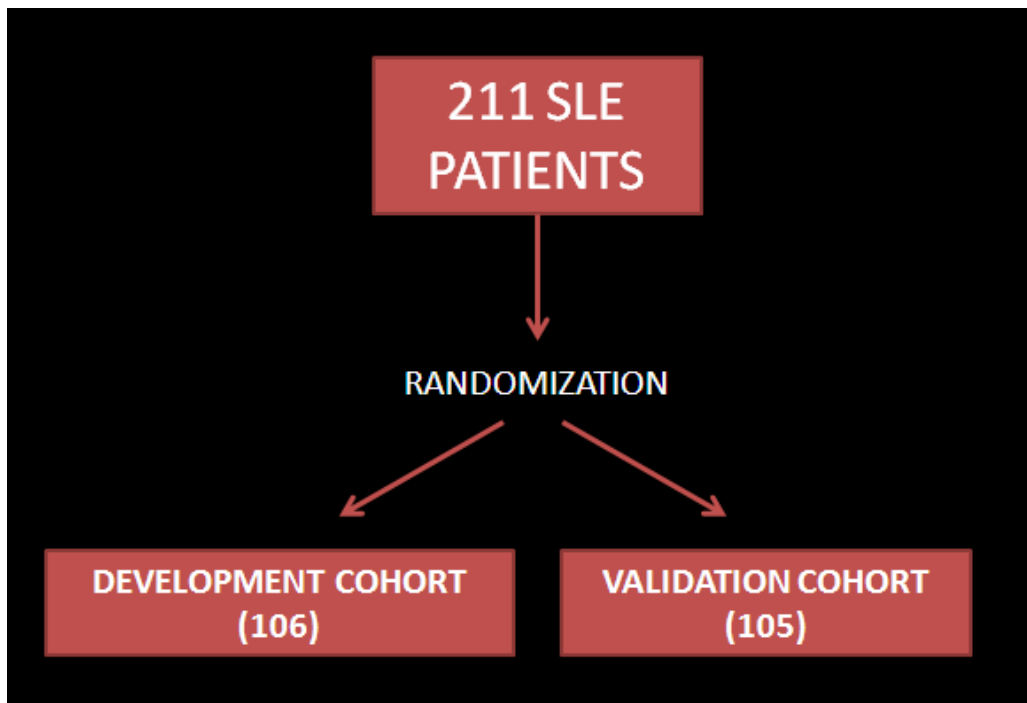 211 SLE
PATIENTS
RANDOMIZATION
DEVELOPMENT COHORT
(106)
VALIDATION COHORT
(105)